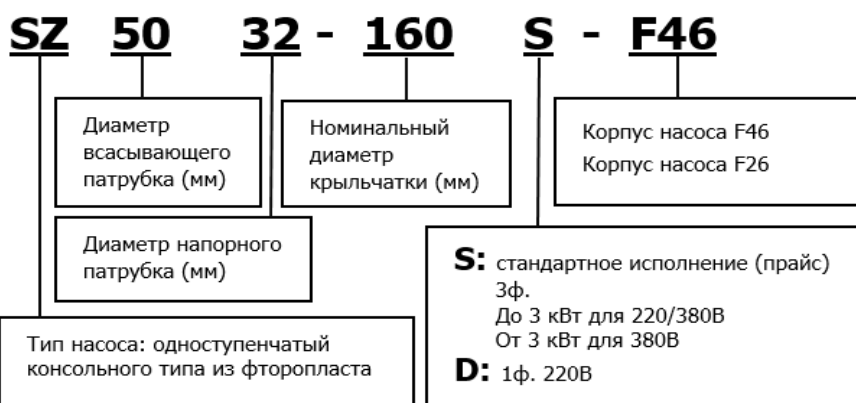 SZ 50 32 - 160 S - F46
Диаметр
всасывающего
патрубка (мм)
Номинальный
диаметр
крыльчатки (мм)
Корпус насоса F46
Корпус насоса F26
Диаметр напорного
патрубка (мм)
S: стандартное исполнение (прайс)
3ф.
До 3 кВт для 220/380В
От 3 кВт для 380В
D: 1ф. 220В
Тип насоса: одноступенчатый
консольного типа из фторопласта